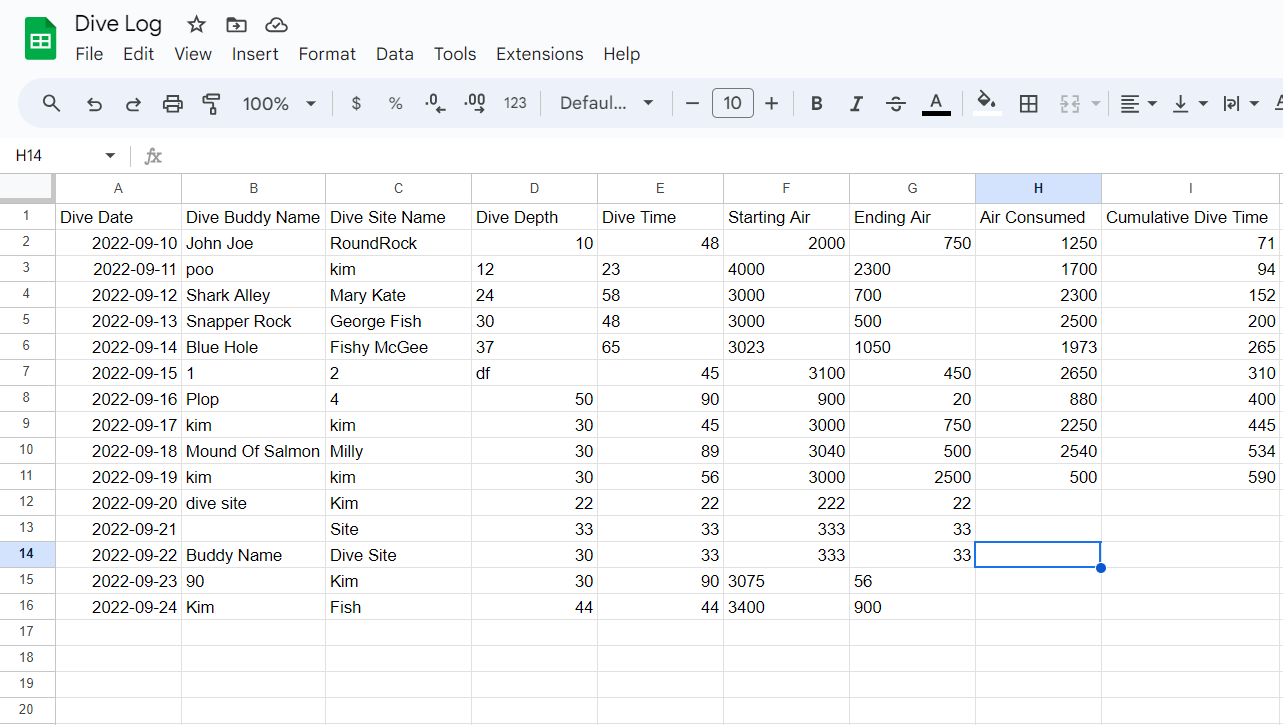 Dive Log
File Edit View Insert Format Data Tools Extensions Help
100% $ % .0 .00 123 Defaul... − 10 + B I S A
H14 fx
A B C D E F G H I
1 Dive Date Dive Buddy Name Dive Site Name Dive Depth Dive Time Starting Air Ending Air Air Consumed Cumulative Dive Time
2 2022-09-10 John Joe RoundRock 10 48 2000 750 1250 71
3 2022-09-11 poo kim 12 23 4000 2300 1700 94
4 2022-09-12 Shark Alley Mary Kate 24 58 3000 700 2300 152
5 2022-09-13 Snapper Rock George Fish 30 48 3000 500 2500 200
6 2022-09-14 Blue Hole Fishy McGee 37 65 3023 1050 1973 265
7 2022-09-15 1 2 df 45 3100 450 2650 310
8 2022-09-16 Plop 4 50 90 900 20 880 400
9 2022-09-17 kim kim 30 45 3000 750 2250 445
10 2022-09-18 Mound Of Salmon Milly 30 89 3040 500 2540 534
11 2022-09-19 kim kim 30 56 3000 2500 500 590
12 2022-09-20 dive site Kim 22 22 222 22
13 2022-09-21 Site 33 33 333 33
14 2022-09-22 Buddy Name Dive Site 30 33 333 33
15 2022-09-23 90 Kim 30 90 3075 56
16 2022-09-24 Kim Fish 44 44 3400 900
17
18
19
20